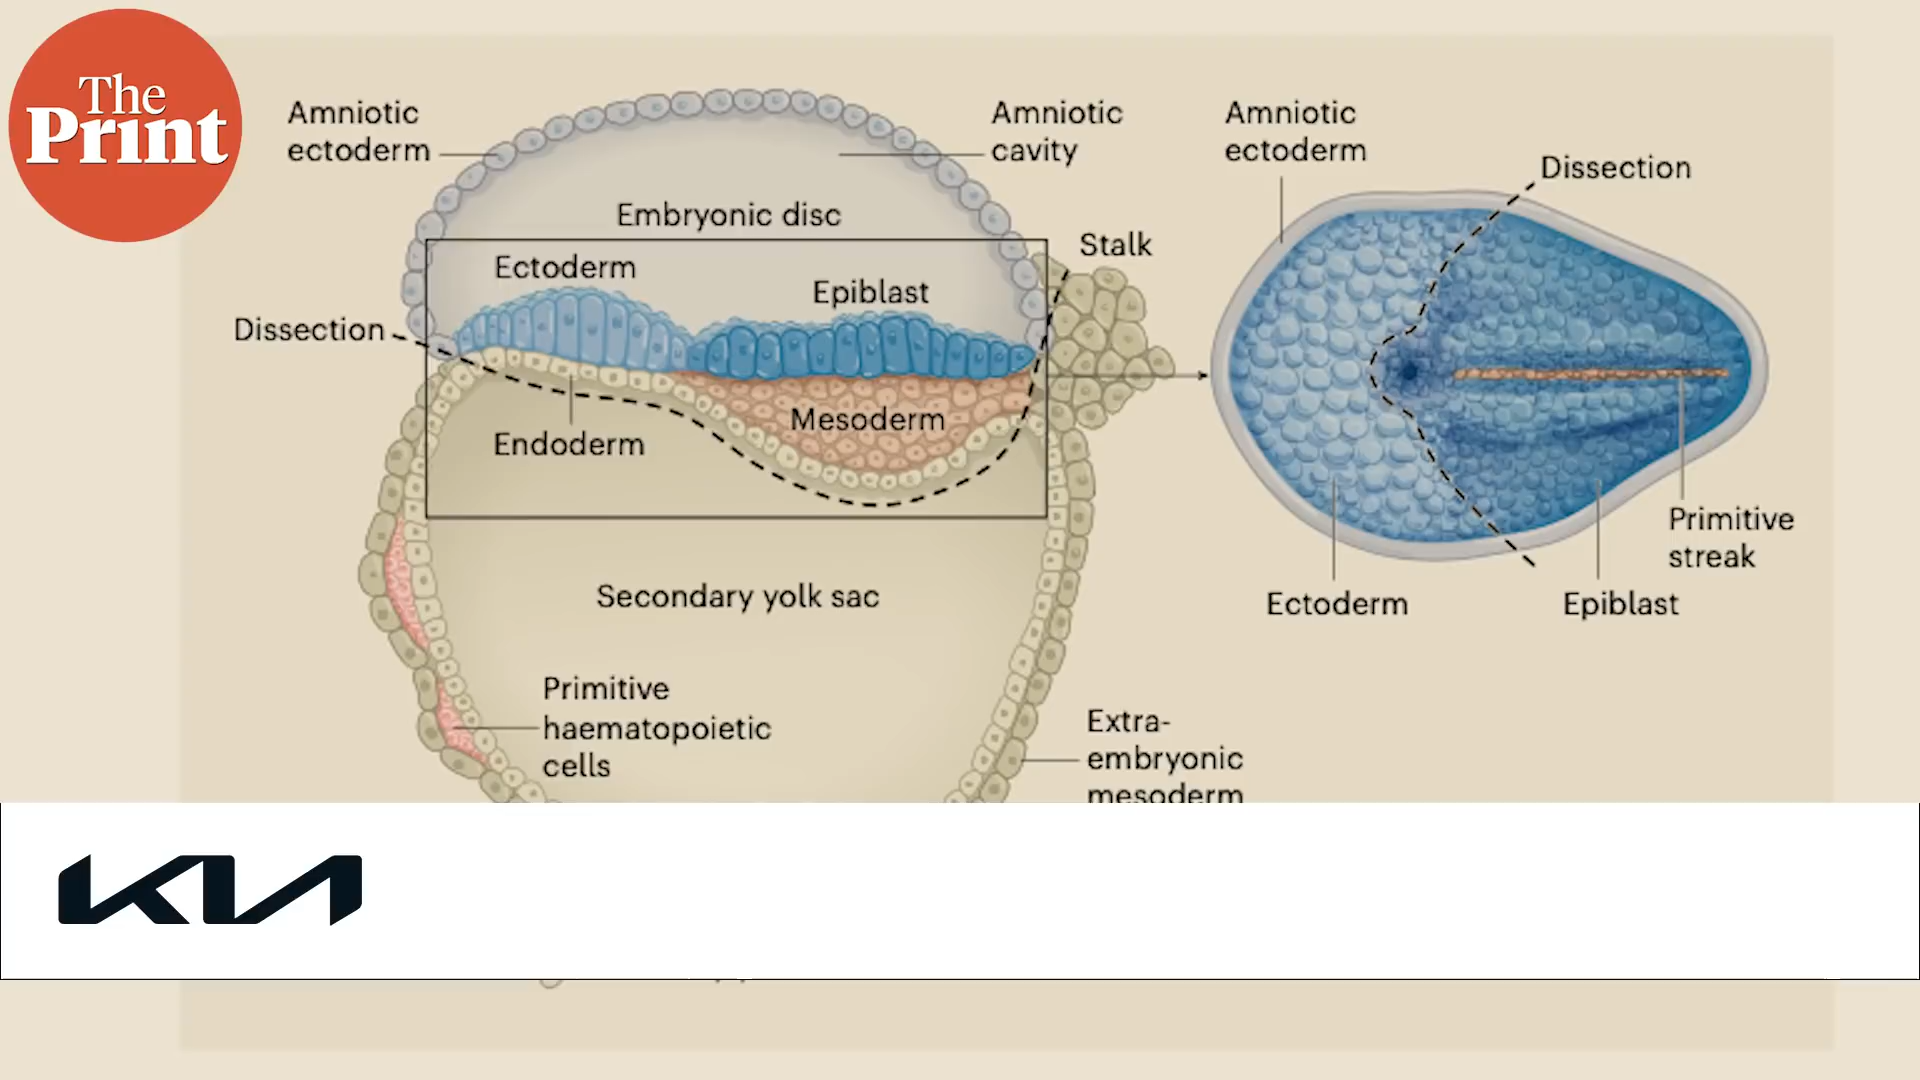 The
Print
Amniotic
ectoderm
Amniotic
cavity
Amniotic
ectoderm
Dissection
Embryonic disc
Stalk
Ectoderm
Epiblast
Dissection
Mesoderm
Endoderm
Primitive
streak
Ectoderm
Epiblast
Secondary yolk sac
Primitive
haematopoietic
cells
Extra-
embryonic
mesoderm
KIA